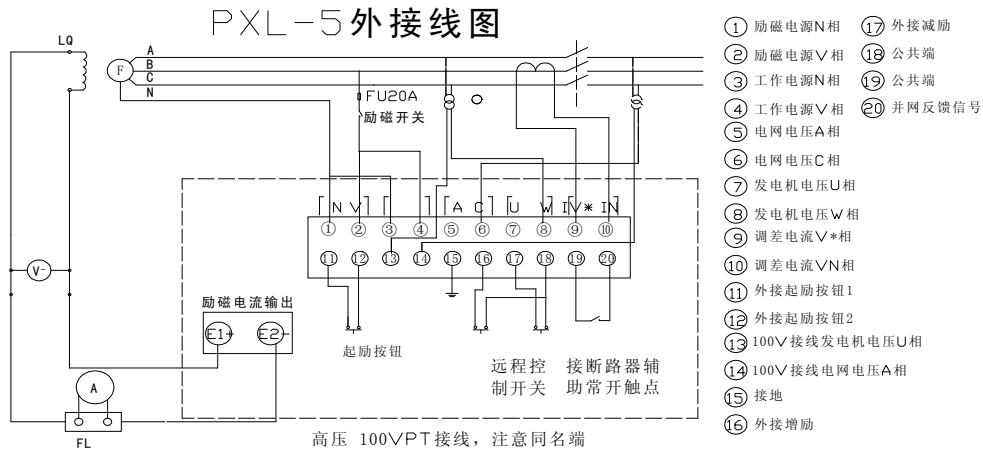 PXL-5外接线图
LQ
F
A
B
C
N
FU20A
励磁开关
[ N V ] [ ] [ A C ] [ U W IV* IN ]
① ② ③ ④ ⑤ ⑥ ⑦ ⑧ ⑨ ⑩
⑪ ⑫ ⑬ ⑭ ⑮ ⑯ ⑰ ⑱ ⑲ ⑳
V-
励磁电流输出
E1+ E2-
起励按钮
远程控
制开关
接断路器辅
助常开触点
A
FL
高压 100VPT接线，注意同名端
① 励磁电源N相
② 励磁电源V相
③ 工作电源N相
④ 工作电源V相
⑤ 电网电压A相
⑥ 电网电压C相
⑦ 发电机电压U相
⑧ 发电机电压W相
⑨ 调差电流V*相
⑩ 调差电流VN相
⑪ 外接起励按钮1
⑫ 外接起励按钮2
⑬ 100V接线发电机电压U相
⑭ 100V接线电网电压A相
⑮ 接地
⑯ 外接增励
⑰ 外接减励
⑱ 公共端
⑲ 公共端
⑳ 并网反馈信号